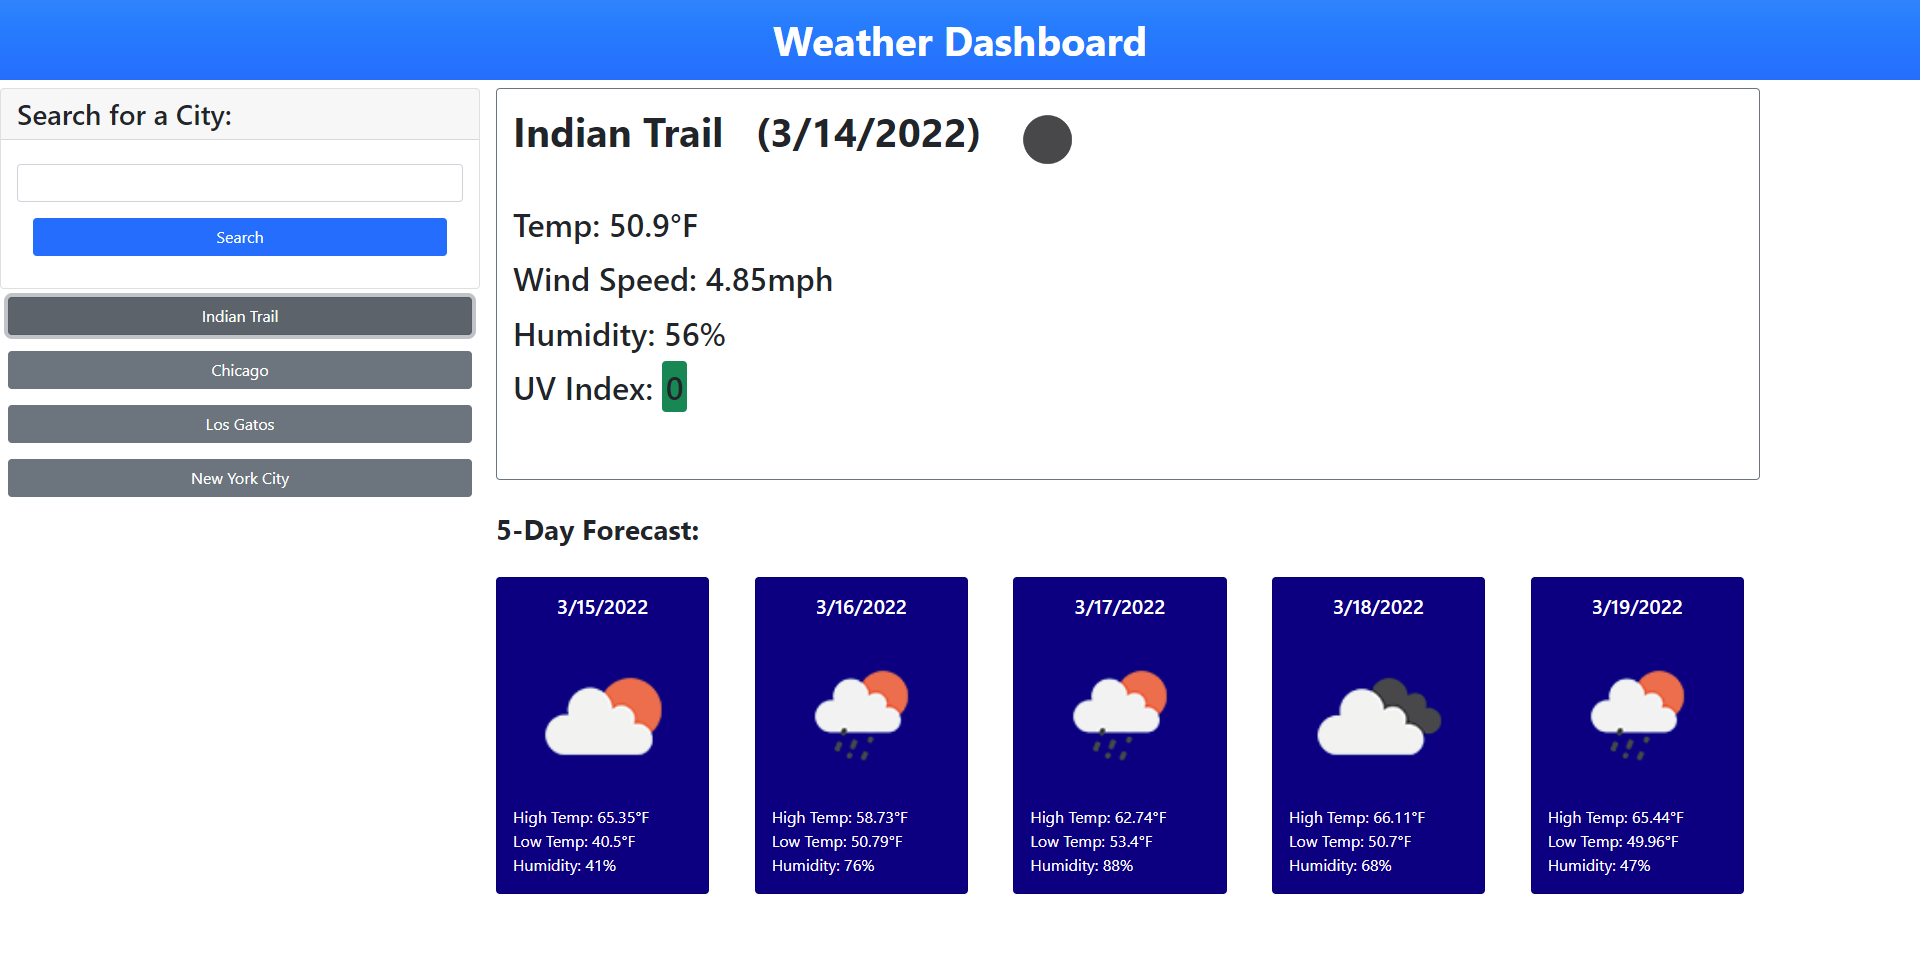 Weather Dashboard
Search for a City:
Search
Indian Trail
Chicago
Los Gatos
New York City
Indian Trail (3/14/2022)
Temp: 50.9°F
Wind Speed: 4.85mph
Humidity: 56%
UV Index: 0
5-Day Forecast:
3/15/2022
High Temp: 65.35°F
Low Temp: 40.5°F
Humidity: 41%
3/16/2022
High Temp: 58.73°F
Low Temp: 50.79°F
Humidity: 76%
3/17/2022
High Temp: 62.74°F
Low Temp: 53.4°F
Humidity: 88%
3/18/2022
High Temp: 66.11°F
Low Temp: 50.7°F
Humidity: 68%
3/19/2022
High Temp: 65.44°F
Low Temp: 49.96°F
Humidity: 47%